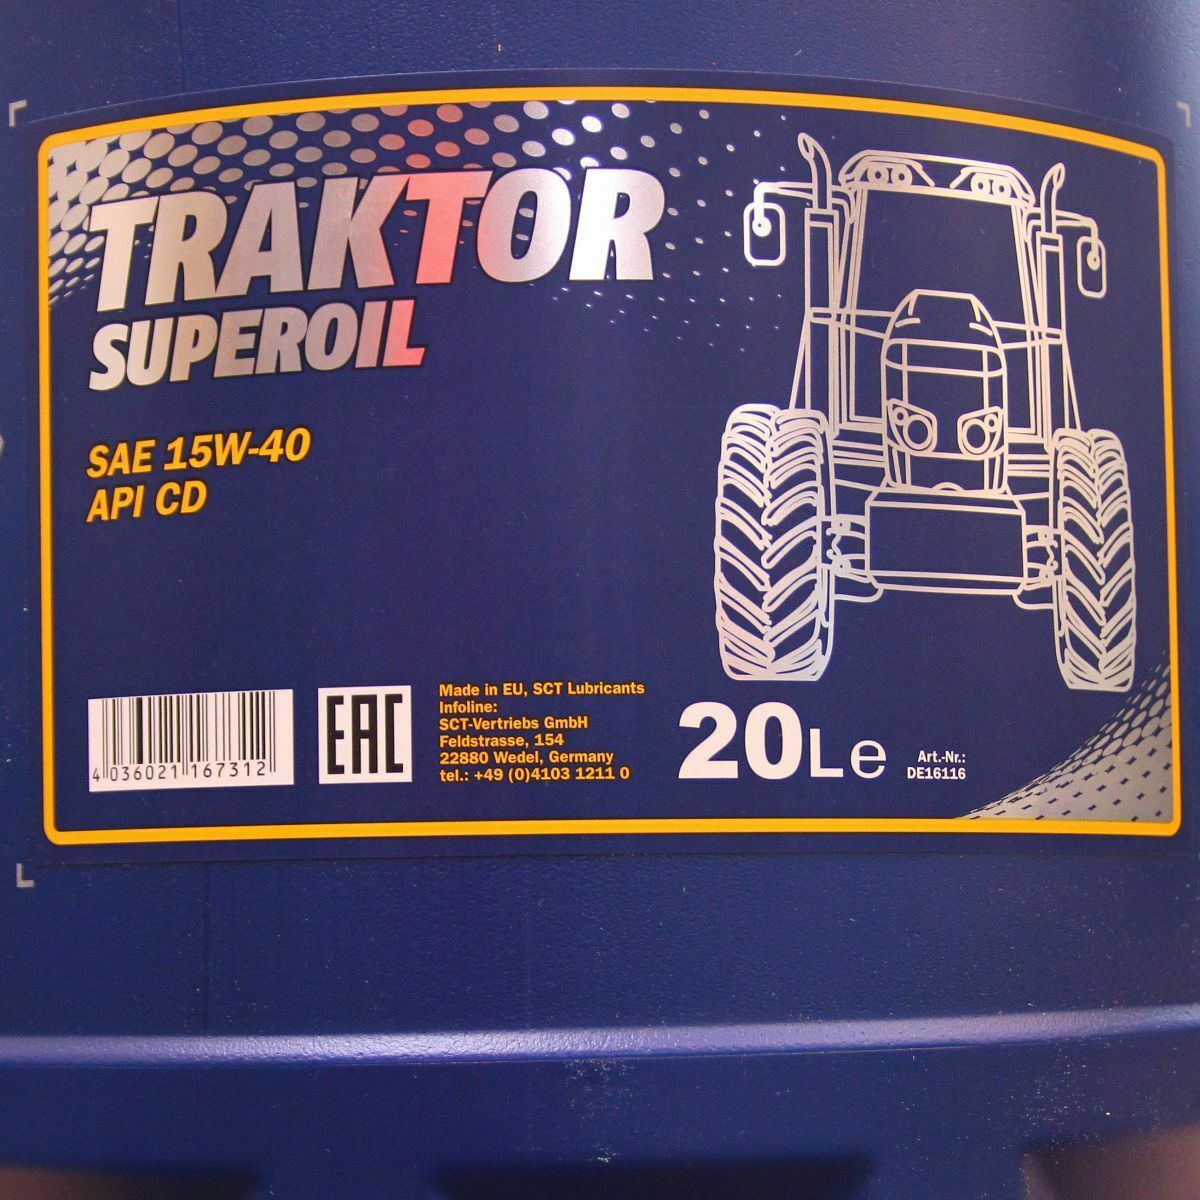 TRAKTOR
SUPEROIL
SAE 15W-40
API CD
4 036021 167312
EAC
Made in EU, SCT Lubricants
Infoline:
SCT-Vertriebs GmbH
Feldstrasse, 154
22880 Wedel, Germany
tel.: +49 (0)4103 1211 0
20Le
Art.-Nr.:
DE16116